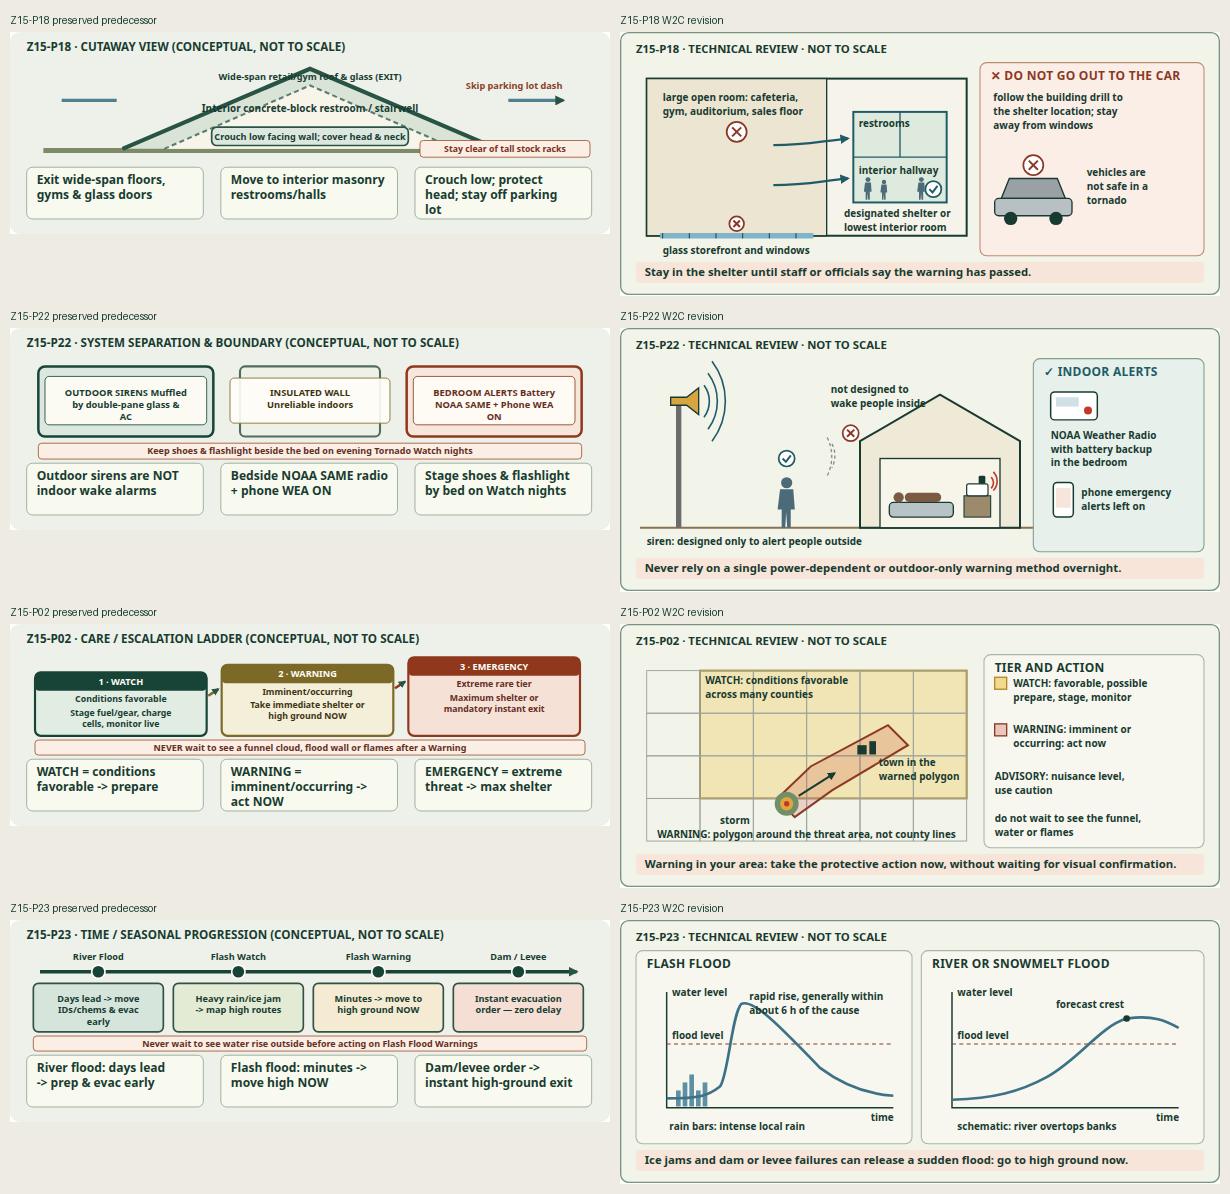 Z15-P18 preserved predecessor
Z15-P18 · CUTAWAY VIEW (CONCEPTUAL, NOT TO SCALE)
Wide-span retail/gym roof & glass (EXIT)
Skip parking lot dash
Interior concrete-block restroom / stairwell
Crouch low facing wall; cover head & neck
Stay clear of tall stock racks
Exit wide-span floors,
gyms & glass doors
Move to interior masonry
restrooms/halls
Crouch low; protect
head; stay off parking
lot
Z15-P18 W2C revision
Z15-P18 · TECHNICAL REVIEW · NOT TO SCALE
large open room: cafeteria,
gym, auditorium, sales floor
restrooms
interior hallway
designated shelter or
lowest interior room
glass storefront and windows
✕ DO NOT GO OUT TO THE CAR
follow the building drill to
the shelter location; stay
away from windows
vehicles are
not safe in a
tornado
Stay in the shelter until staff or officials say the warning has passed.
Z15-P22 preserved predecessor
Z15-P22 · SYSTEM SEPARATION & BOUNDARY (CONCEPTUAL, NOT TO SCALE)
OUTDOOR SIRENS Muffled
by double-pane glass &
AC
INSULATED WALL
Unreliable indoors
BEDROOM ALERTS Battery
NOAA SAME + Phone WEA
ON
Keep shoes & flashlight beside the bed on evening Tornado Watch nights
Outdoor sirens are NOT
indoor wake alarms
Bedside NOAA SAME radio
+ phone WEA ON
Stage shoes & flashlight
by bed on Watch nights
Z15-P22 W2C revision
Z15-P22 · TECHNICAL REVIEW · NOT TO SCALE
not designed to
wake people inside
siren: designed only to alert people outside
✓ INDOOR ALERTS
NOAA Weather Radio
with battery backup
in the bedroom
phone emergency
alerts left on
Never rely on a single power-dependent or outdoor-only warning method overnight.
Z15-P02 preserved predecessor
Z15-P02 · CARE / ESCALATION LADDER (CONCEPTUAL, NOT TO SCALE)
1 · WATCH
Conditions favorable
Stage fuel/gear, charge
cells, monitor live
2 · WARNING
Imminent/occurring
Take immediate shelter or
high ground NOW
3 · EMERGENCY
Extreme rare tier
Maximum shelter or
mandatory instant exit
NEVER wait to see a funnel cloud, flood wall or flames after a Warning
WATCH = conditions
favorable -> prepare
WARNING =
imminent/occurring ->
act NOW
EMERGENCY = extreme
threat -> max shelter
Z15-P02 W2C revision
Z15-P02 · TECHNICAL REVIEW · NOT TO SCALE
WATCH: conditions favorable
across many counties
town in the
warned polygon
storm
WARNING: polygon around the threat area, not county lines
TIER AND ACTION
WATCH: favorable, possible
prepare, stage, monitor
WARNING: imminent or
occurring: act now
ADVISORY: nuisance level,
use caution
do not wait to see the funnel,
water or flames
Warning in your area: take the protective action now, without waiting for visual confirmation.
Z15-P23 preserved predecessor
Z15-P23 · TIME / SEASONAL PROGRESSION (CONCEPTUAL, NOT TO SCALE)
River Flood
Flash Watch
Flash Warning
Dam / Levee
Days lead -> move
IDs/chems & evac
early
Heavy rain/ice jam
-> map high routes
Minutes -> move to
high ground NOW
Instant evacuation
order — zero delay
Never wait to see water rise outside before acting on Flash Flood Warnings
River flood: days lead
-> prep & evac early
Flash flood: minutes ->
move high NOW
Dam/levee order ->
instant high-ground exit
Z15-P23 W2C revision
Z15-P23 · TECHNICAL REVIEW · NOT TO SCALE
FLASH FLOOD
water level
rapid rise, generally within
about 6 h of the cause
flood level
time
rain bars: intense local rain
RIVER OR SNOWMELT FLOOD
water level
forecast crest
flood level
time
schematic: river overtops banks
Ice jams and dam or levee failures can release a sudden flood: go to high ground now.